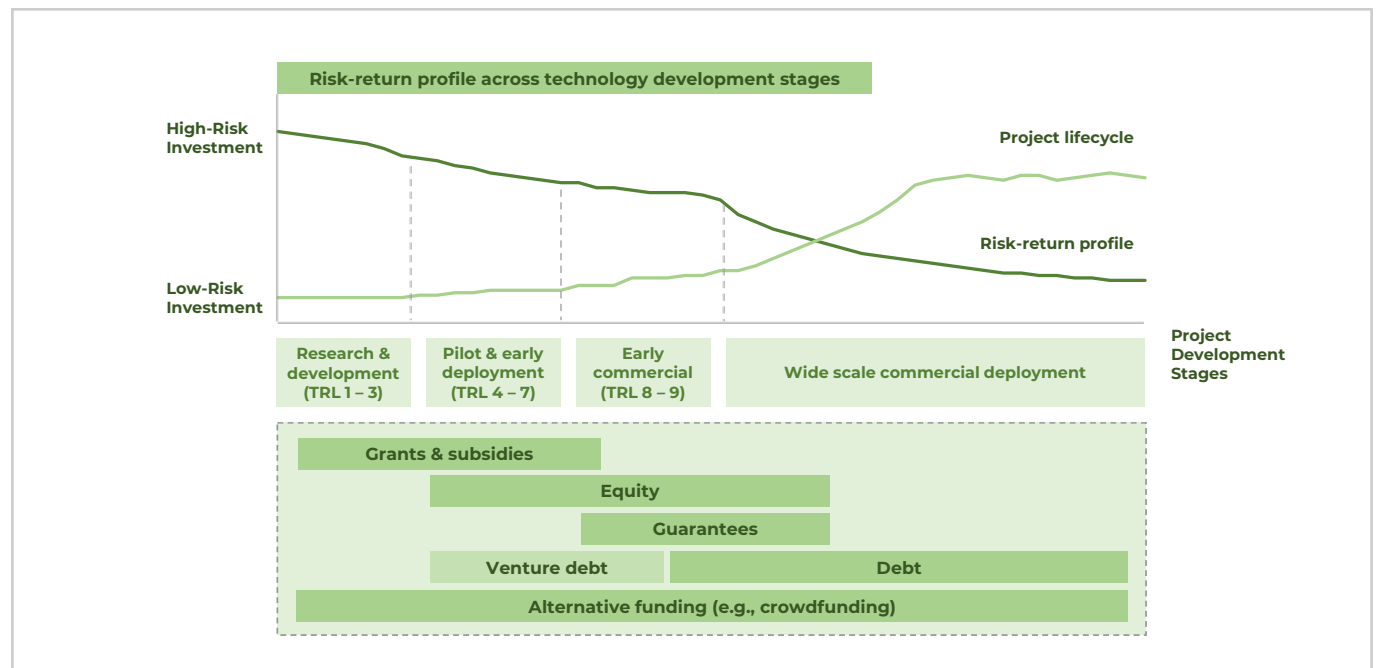 Risk-return profile across technology development stages
High-Risk
Investment
Project lifecycle
Risk-return profile
Low-Risk
Investment
Project
Development
Stages
Research &
development
(TRL 1 – 3)
Pilot & early
deployment
(TRL 4 – 7)
Early
commercial
(TRL 8 – 9)
Wide scale commercial deployment
Grants & subsidies
Equity
Guarantees
Venture debt
Debt
Alternative funding (e.g., crowdfunding)